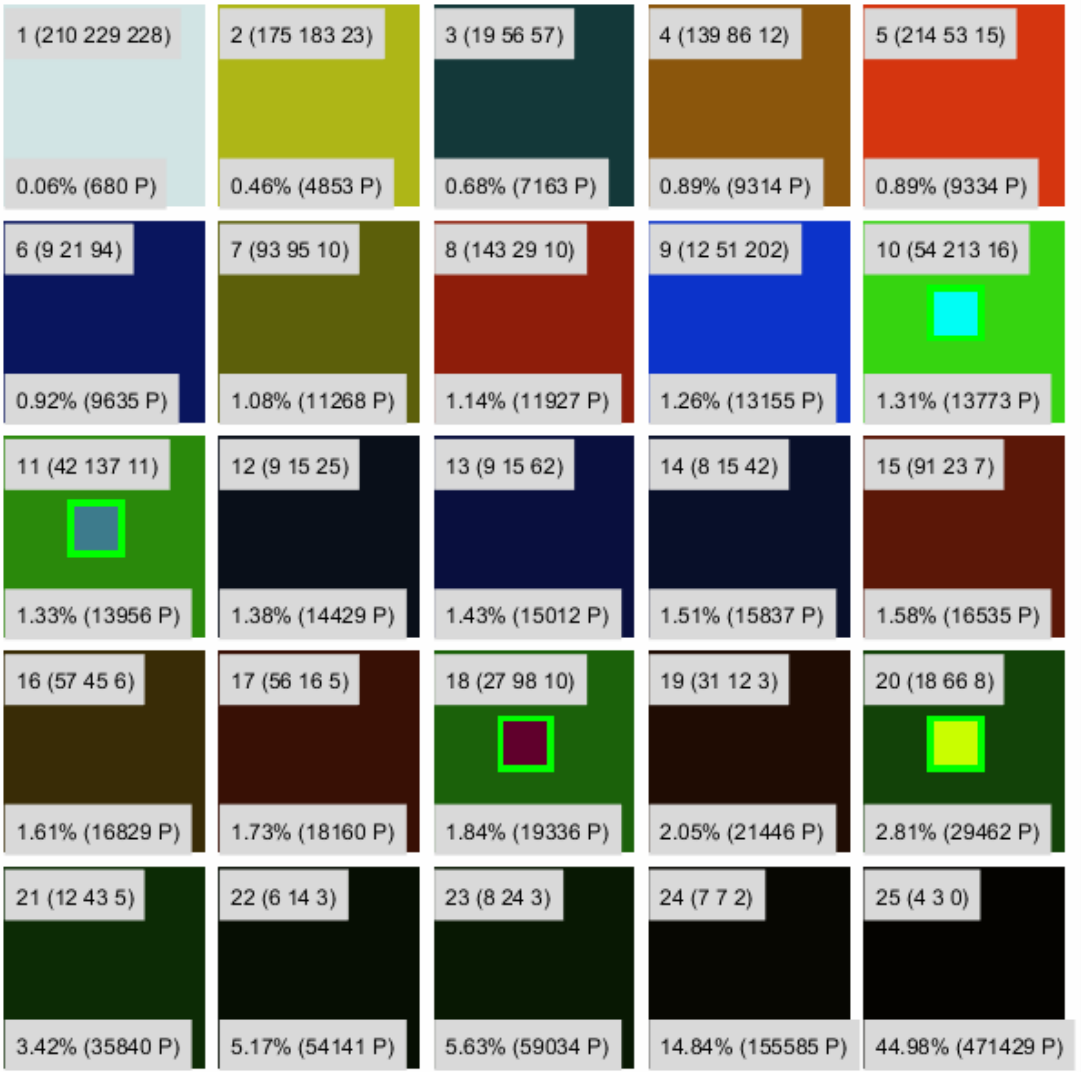 1 (210 229 228)
2 (175 183 23)
3 (19 56 57)
4 (139 86 12)
5 (214 53 15)
0.06% (680 P)
0.46% (4853 P)
0.68% (7163 P)
0.89% (9314 P)
0.89% (9334 P)
6 (9 21 94)
7 (93 95 10)
8 (143 29 10)
9 (12 51 202)
10 (54 213 16)
0.92% (9635 P)
1.08% (11268 P)
1.14% (11927 P)
1.26% (13155 P)
1.31% (13773 P)
11 (42 137 11)
12 (9 15 25)
13 (9 15 62)
14 (8 15 42)
15 (91 23 7)
1.33% (13956 P)
1.38% (14429 P)
1.43% (15012 P)
1.51% (15837 P)
1.58% (16535 P)
16 (57 45 6)
17 (56 16 5)
18 (27 98 10)
19 (31 12 3)
20 (18 66 8)
1.61% (16829 P)
1.73% (18160 P)
1.84% (19336 P)
2.05% (21446 P)
2.81% (29462 P)
21 (12 43 5)
22 (6 14 3)
23 (8 24 3)
24 (7 7 2)
25 (4 3 0)
3.42% (35840 P)
5.17% (54141 P)
5.63% (59034 P)
14.84% (155585 P)
44.98% (471429 P)